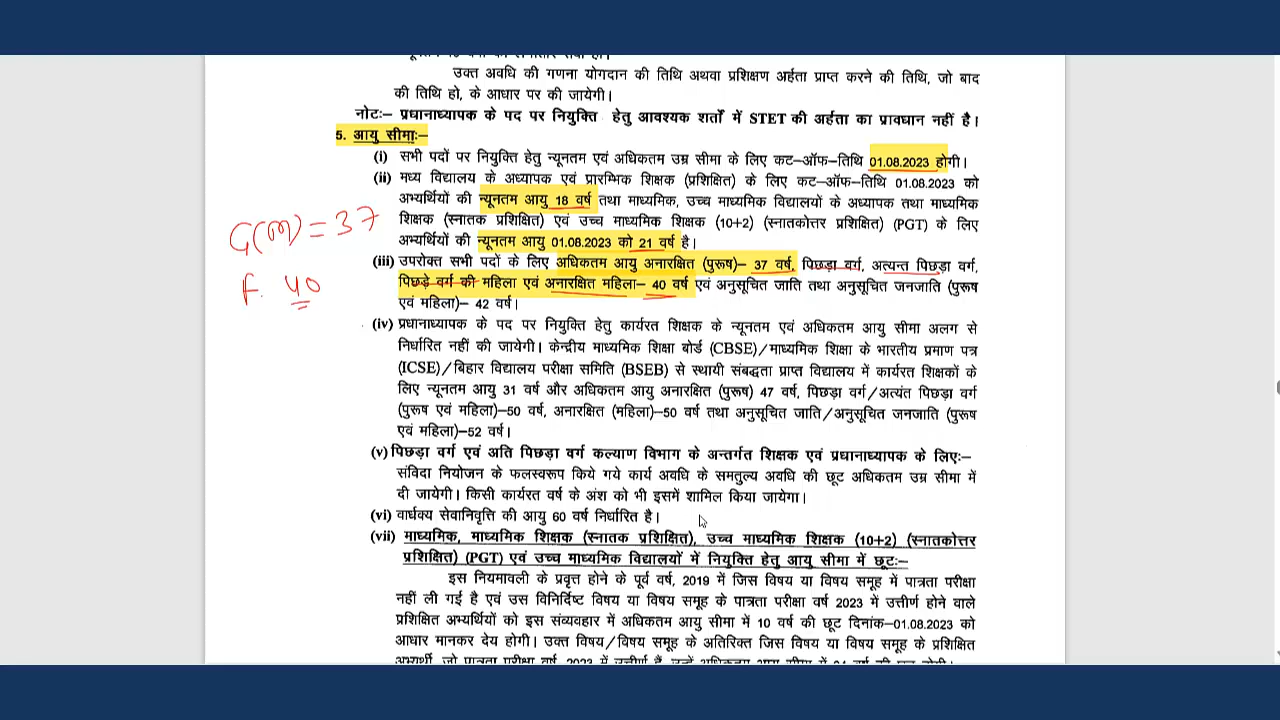 उक्त अवधि की गणना योगदान की तिथि अथवा प्रशिक्षण अर्हता प्राप्त करने की तिथि, जो बाद
की तिथि हो, के आधार पर की जायेगी।
नोटः- प्रधानाध्यापक के पद पर नियुक्ति हेतु आवश्यक शर्तों में STET की अर्हता का प्रावधान नहीं है।
5. आयु सीमाः-
(i) सभी पदों पर नियुक्ति हेतु न्यूनतम एवं अधिकतम उम्र सीमा के लिए कट-ऑफ-तिथि 01.08.2023 होगी।
(ii) मध्य विद्यालय के अध्यापक एवं प्रारम्भिक शिक्षक (प्रशिक्षित) के लिए कट-ऑफ-तिथि 01.08.2023 को
अभ्यर्थियों की न्यूनतम आयु 18 वर्ष तथा माध्यमिक, उच्च माध्यमिक विद्यालयों के अध्यापक तथा माध्यमिक
शिक्षक (स्नातक प्रशिक्षित) एवं उच्च माध्यमिक शिक्षक (10+2) (स्नातकोत्तर प्रशिक्षित) (PGT) के लिए
अभ्यर्थियों की न्यूनतम आयु 01.08.2023 को 21 वर्ष है।
G(m) = 37
(iii) उपरोक्त सभी पदों के लिए अधिकतम आयु अनारक्षित (पुरूष)- 37 वर्ष, पिछड़ा वर्ग, अत्यन्त पिछड़ा वर्ग,
पिछड़े वर्ग की महिला एवं अनारक्षित महिला- 40 वर्ष एवं अनुसूचित जाति तथा अनुसूचित जनजाति (पुरूष
एवं महिला)- 42 वर्ष।
F. 40
(iv) प्रधानाध्यापक के पद पर नियुक्ति हेतु कार्यरत शिक्षक के न्यूनतम एवं अधिकतम आयु सीमा अलग से
निर्धारित नहीं की जायेगी। केन्द्रीय माध्यमिक शिक्षा बोर्ड (CBSE)/माध्यमिक शिक्षा के भारतीय प्रमाण पत्र
(ICSE)/बिहार विद्यालय परीक्षा समिति (BSEB) से स्थायी संबद्धता प्राप्त विद्यालय में कार्यरत शिक्षकों के
लिए न्यूनतम आयु 31 वर्ष और अधिकतम आयु अनारक्षित (पुरूष) 47 वर्ष, पिछड़ा वर्ग/अत्यंत पिछड़ा वर्ग
(पुरूष एवं महिला)-50 वर्ष, अनारक्षित (महिला)-50 वर्ष तथा अनुसूचित जाति/अनुसूचित जनजाति (पुरूष
एवं महिला)-52 वर्ष।
(v) पिछड़ा वर्ग एवं अति पिछड़ा वर्ग कल्याण विभाग के अन्तर्गत शिक्षक एवं प्रधानाध्यापक के लिएः-
संविदा नियोजन के फलस्वरूप किये गये कार्य अवधि के समतुल्य अवधि की छूट अधिकतम उम्र सीमा में
दी जायेगी। किसी कार्यरत वर्ष के अंश को भी इसमें शामिल किया जायेगा।
(vi) वार्धक्य सेवानिवृत्ति की आयु 60 वर्ष निर्धारित है।
(vii) माध्यमिक, माध्यमिक शिक्षक (स्नातक प्रशिक्षित), उच्च माध्यमिक शिक्षक (10+2) (स्नातकोत्तर
प्रशिक्षित) (PGT) एवं उच्च माध्यमिक विद्यालयों में नियुक्ति हेतु आयु सीमा में छूटः-
इस नियमावली के प्रवृत्त होने के पूर्व वर्ष, 2019 में जिस विषय या विषय समूह में पात्रता परीक्षा
नहीं ली गई है एवं उस विनिर्दिष्ट विषय या विषय समूह के पात्रता परीक्षा वर्ष 2023 में उत्तीर्ण होने वाले
प्रशिक्षित अभ्यर्थियों को इस संव्यवहार में अधिकतम आयु सीमा में 10 वर्ष की छूट दिनांक-01.08.2023 को
आधार मानकर देय होगी। उक्त विषय/विषय समूह के अतिरिक्त जिस विषय या विषय समूह के प्रशिक्षित